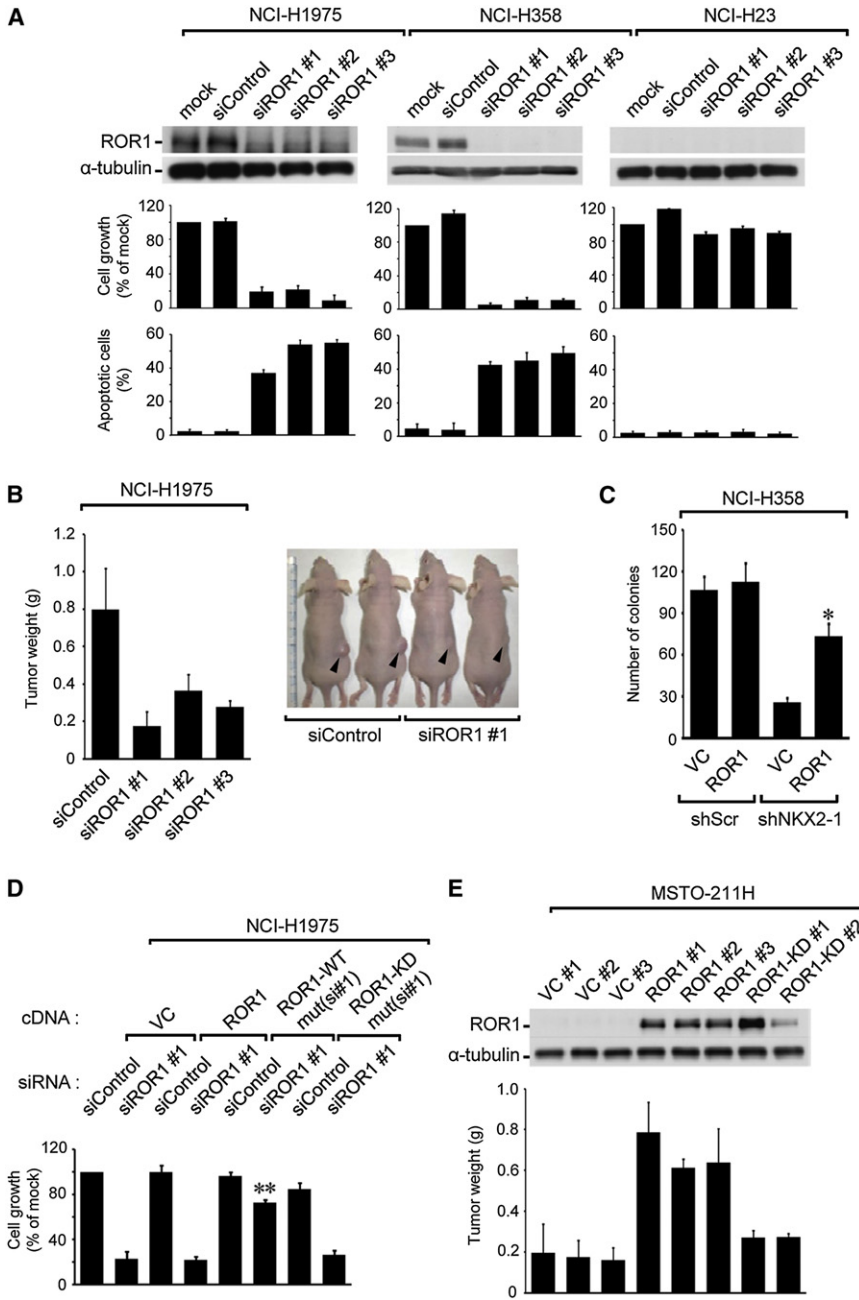 A
NCI-H1975 NCI-H358 NCI-H23
mock siControl siROR1 #1 siROR1 #2 siROR1 #3 mock siControl siROR1 #1 siROR1 #2 siROR1 #3 mock siControl siROR1 #1 siROR1 #2 siROR1 #3
ROR1
α-tubulin
Cell growth
(% of mock)
120 80 40 0
120 80 40 0
120 80 40 0
Apoptotic cells
(%)
60 40 20 0
60 40 20 0
60 40 20 0
B
NCI-H1975
Tumor weight (g)
1.2
1.0
0.8
0.6
0.4
0.2
0
siControl siROR1 #1 siROR1 #2 siROR1 #3
siControl siROR1 #1
C
NCI-H358
Number of colonies
150
120
90
60
30
0
*
VC ROR1 VC ROR1
shScr shNKX2-1
D
NCI-H1975
cDNA : VC ROR1 ROR1-WT mut(si#1) ROR1-KD mut(si#1)
siRNA : siControl siROR1 #1 siControl siROR1 #1 siControl siROR1 #1 siControl siROR1 #1
Cell growth
(% of mock)
120
80
40
0
**
E
MSTO-211H
VC #1 VC #2 VC #3 ROR1 #1 ROR1 #2 ROR1 #3 ROR1-KD #1 ROR1-KD #2
ROR1
α-tubulin
Tumor weight (g)
1.0
0.8
0.6
0.4
0.2
0